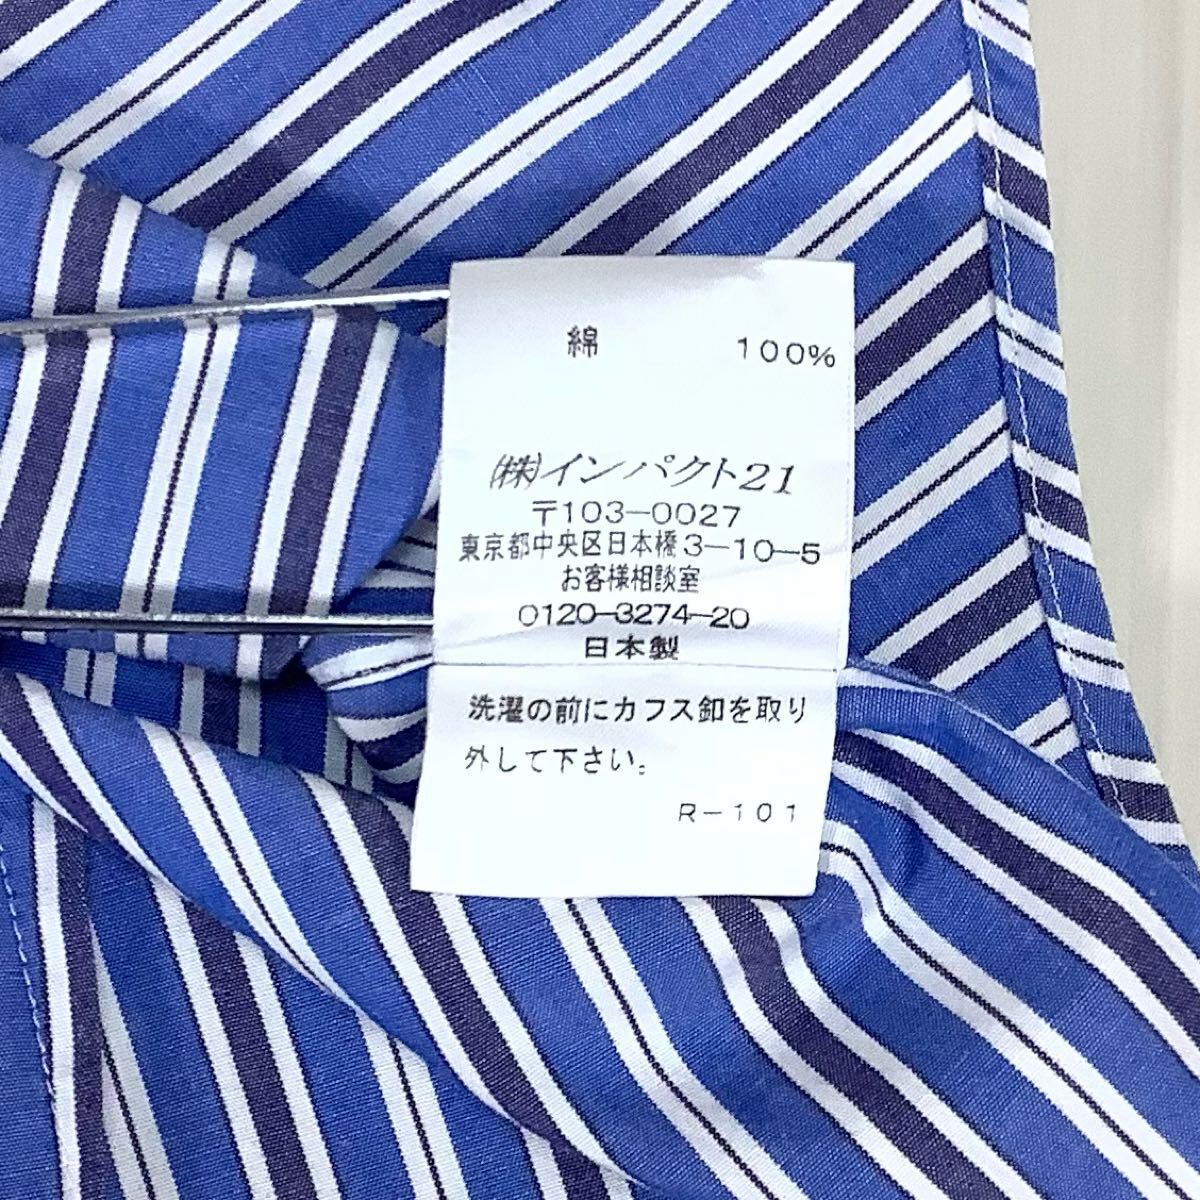 綿 100%
㈱インパクト21
〒103-0027
東京都中央区日本橋3-10-5
お客様相談室
0120-3274-20
日本製
洗濯の前にカフス釦を取り
外して下さい。
R-101